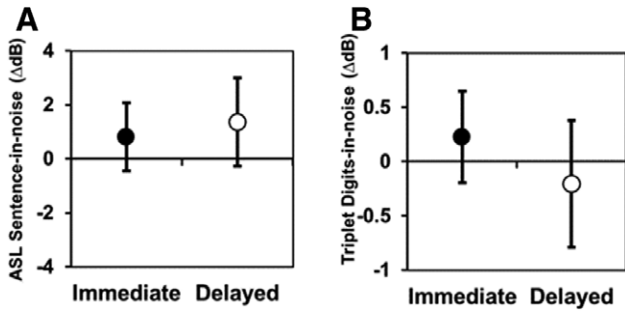 A
ASL Sentence-in-noise (ΔdB)
4
2
0
-2
-4
Immediate Delayed
B
Triplet Digits-in-noise (ΔdB)
1
0.5
0
-0.5
-1
Immediate Delayed